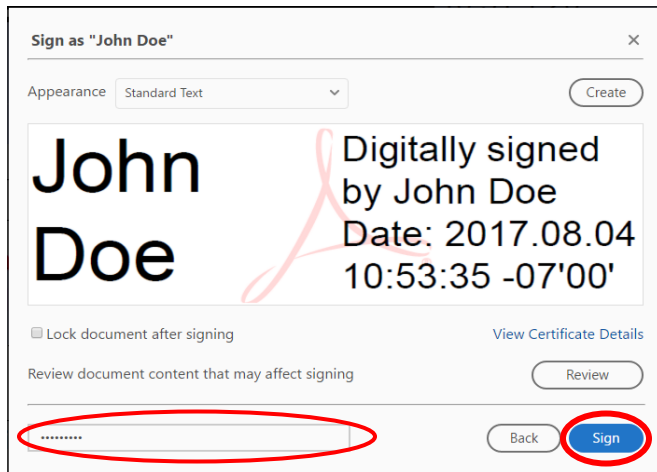 Sign as "John Doe"
Appearance Standard Text Create
John
Doe
Digitally signed
by John Doe
Date: 2017.08.04
10:53:35 -07'00'
Lock document after signing View Certificate Details
Review document content that may affect signing Review
•••••••••
Back Sign